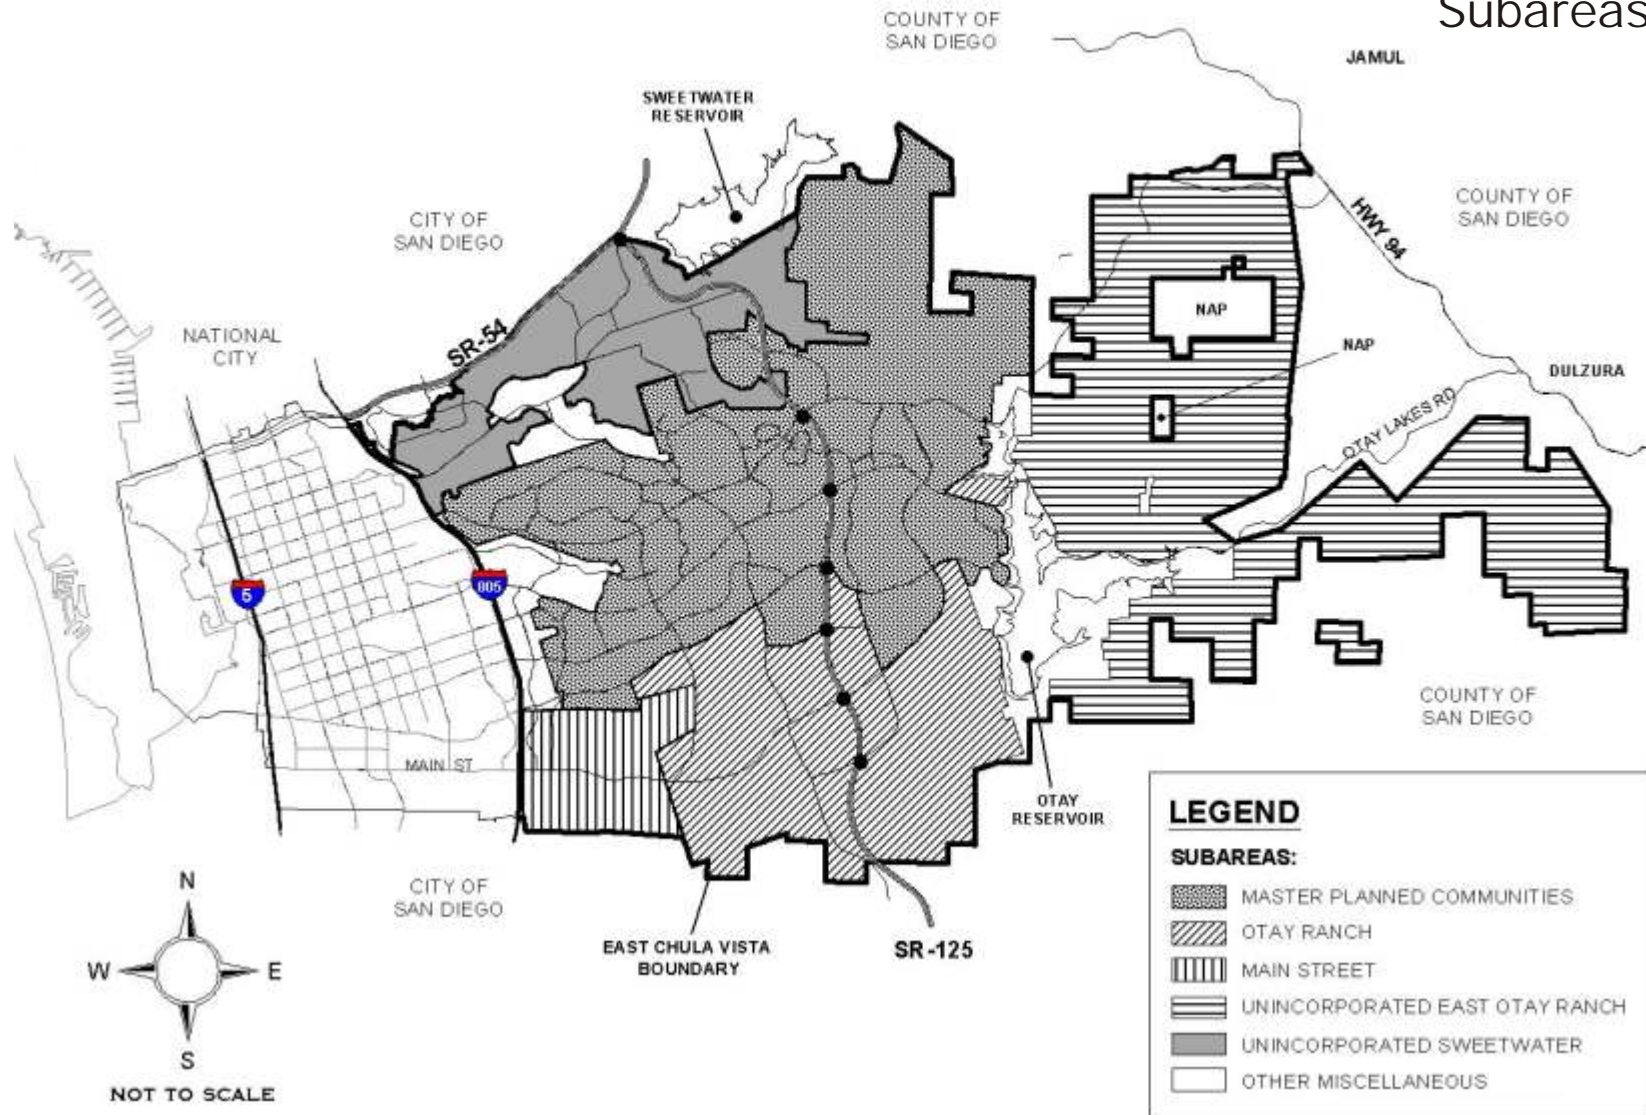 Subareas
COUNTY OF
SAN DIEGO
JAMUL
SWEETWATER
RESERVOIR
CITY OF
SAN DIEGO
COUNTY OF
SAN DIEGO
HWY 94
NAP
NATIONAL
CITY
SR-54
NAP
DULZURA
OTAY LAKES RD
5
805
COUNTY OF
SAN DIEGO
MAIN ST
OTAY
RESERVOIR
CITY OF
SAN DIEGO
EAST CHULA VISTA
BOUNDARY
SR-125
N
W
E
S
NOT TO SCALE
LEGEND
SUBAREAS:
MASTER PLANNED COMMUNITIES
OTAY RANCH
MAIN STREET
UNINCORPORATED EAST OTAY RANCH
UNINCORPORATED SWEETWATER
OTHER MISCELLANEOUS